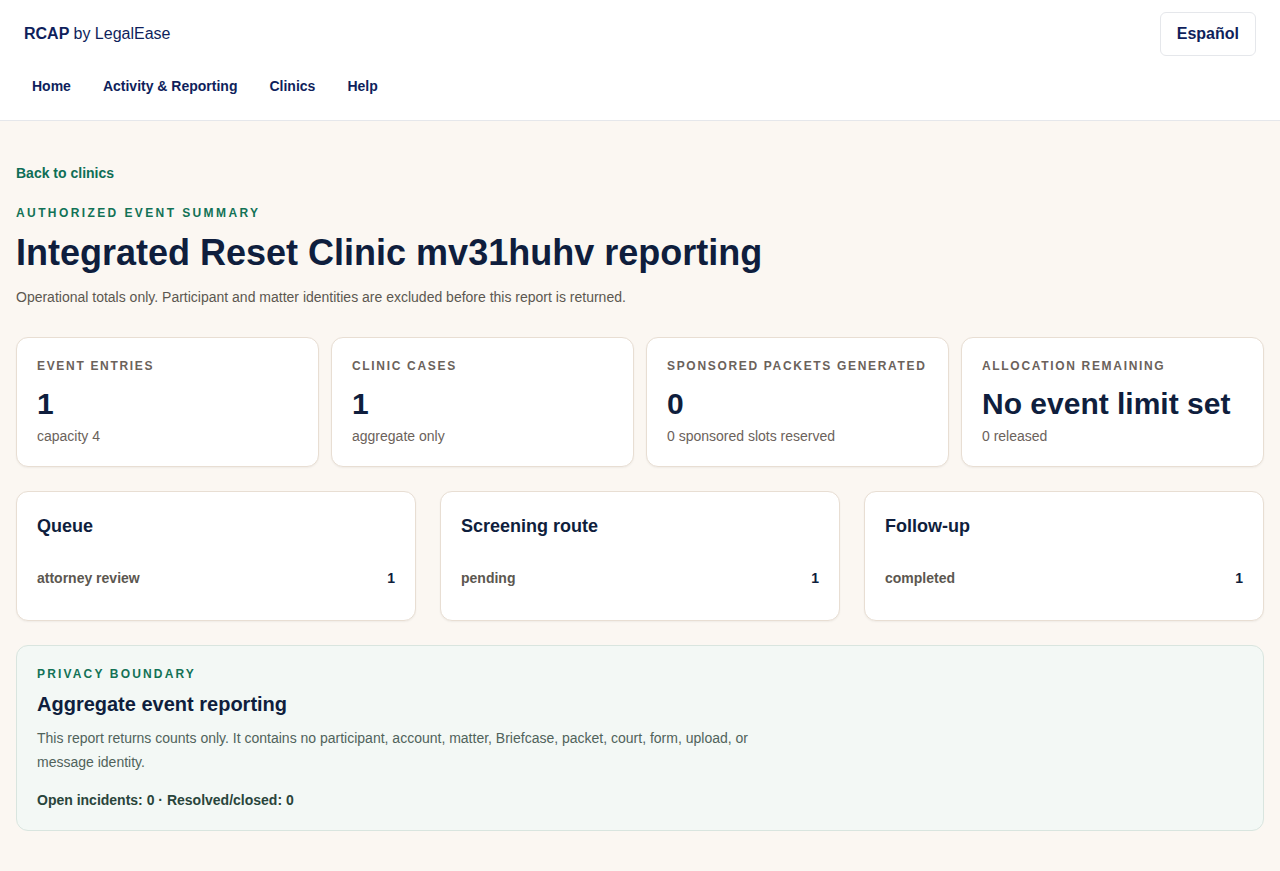 RCAP by LegalEase
Español
Home Activity & Reporting Clinics Help
Back to clinics
AUTHORIZED EVENT SUMMARY
Integrated Reset Clinic mv31huhv reporting
Operational totals only. Participant and matter identities are excluded before this report is returned.
EVENT ENTRIES
1
capacity 4
CLINIC CASES
1
aggregate only
SPONSORED PACKETS GENERATED
0
0 sponsored slots reserved
ALLOCATION REMAINING
No event limit set
0 released
Queue
attorney review 1
Screening route
pending 1
Follow-up
completed 1
PRIVACY BOUNDARY
Aggregate event reporting
This report returns counts only. It contains no participant, account, matter, Briefcase, packet, court, form, upload, or
message identity.
Open incidents: 0 · Resolved/closed: 0